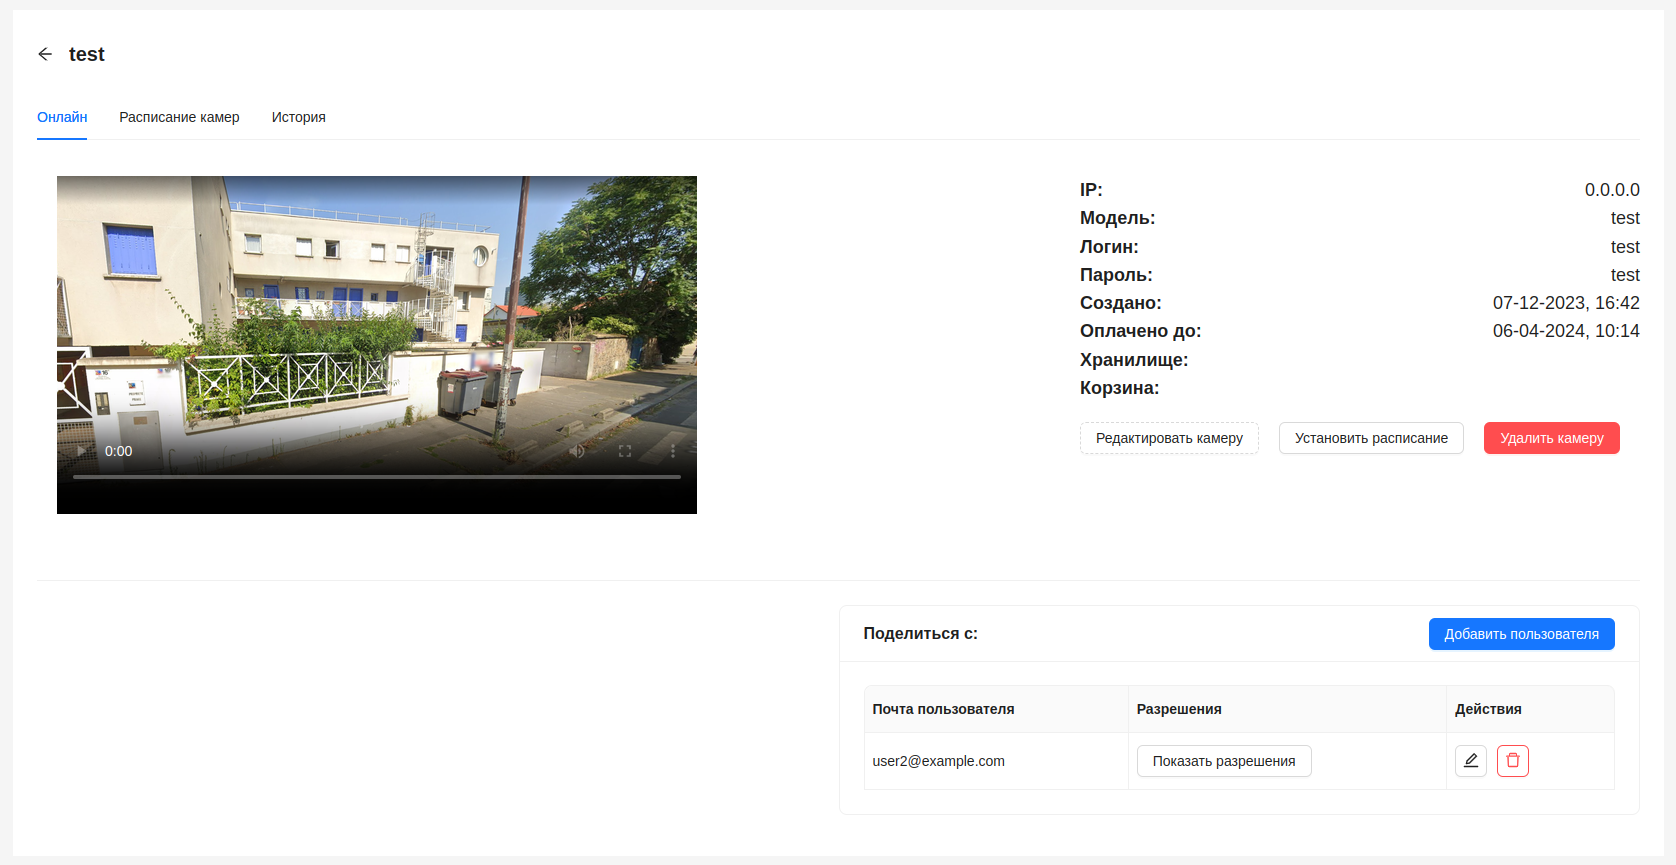 test
Онлайн
Расписание камер
История
0:00
IP:
0.0.0.0
Модель:
test
Логин:
test
Пароль:
test
Создано:
07-12-2023, 16:42
Оплачено до:
06-04-2024, 10:14
Хранилище:
Корзина:
Редактировать камеру
Установить расписание
Удалить камеру
Поделиться с:
Добавить пользователя
Почта пользователя
Разрешения
Действия
user2@example.com
Показать разрешения